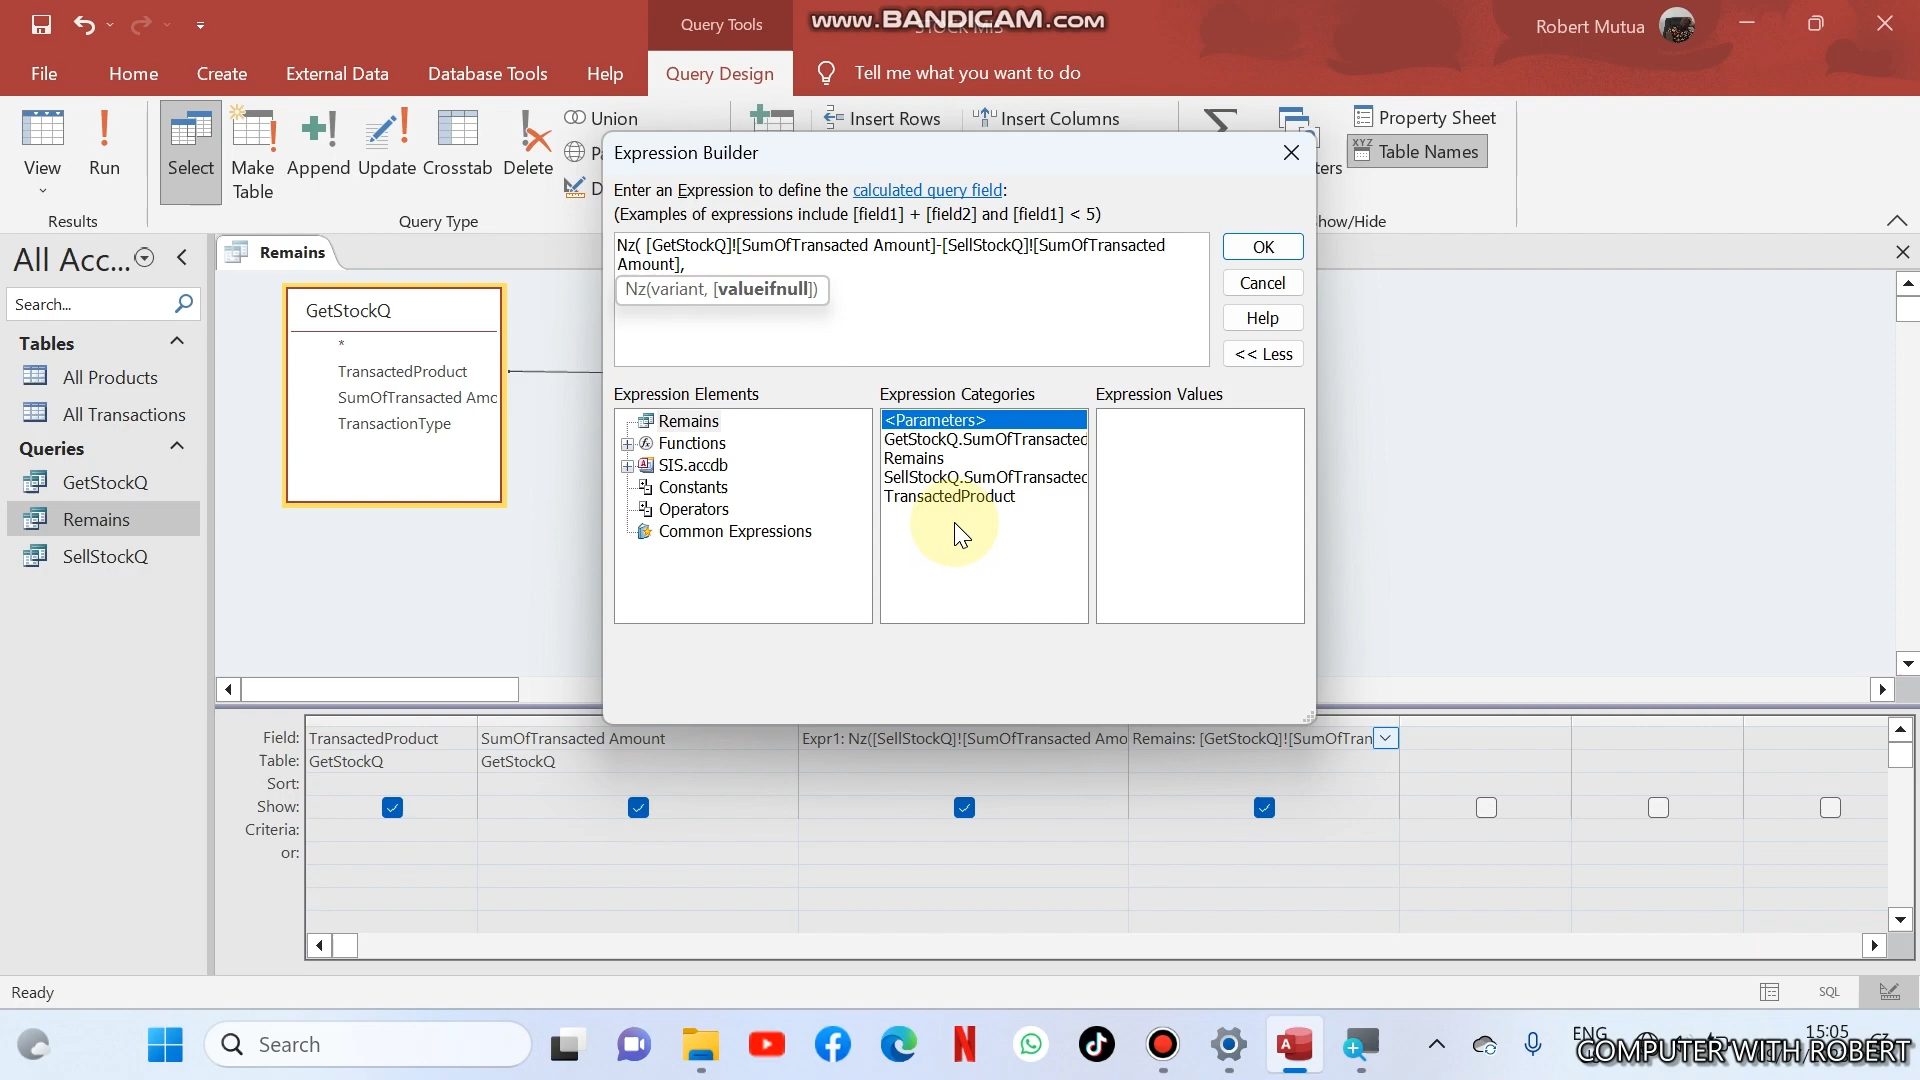 Query Tools
www.BANDICAM.com
Robert Mutua
File
Home
Create
External Data
Database Tools
Help
Query Design
Tell me what you want to do
View
Run
Select
Make
Table
Append
Update
Crosstab
Delete
Union
Insert Rows
Insert Columns
Property Sheet
XYZ Table Names
Results
Query Type
All Acc...
Remains
Search...
Tables
All Products
All Transactions
Queries
GetStockQ
Remains
SellStockQ
GetStockQ
*
TransactedProduct
SumOfTransacted Amo
TransactionType
Expression Builder
Enter an Expression to define the calculated query field:
(Examples of expressions include [field1] + [field2] and [field1] < 5)
Nz( [GetStockQ]![SumOfTransacted Amount]-[SellStockQ]![SumOfTransacted
Amount],
Nz(variant, [valueifnull])
OK
Cancel
Help
<< Less
Expression Elements
Remains
Functions
SIS.accdb
Constants
Operators
Common Expressions
Expression Categories
<Parameters>
GetStockQ.SumOfTransacted
Remains
SellStockQ.SumOfTransacted
TransactedProduct
Expression Values
Field: TransactedProduct SumOfTransacted Amount Expr1: Nz([SellStockQ]![SumOfTransacted Amo Remains: [GetStockQ]![SumOfTran
Table: GetStockQ GetStockQ
Sort:
Show:
Criteria:
or:
Ready
SQL
Search
ENG
15:05
COMPUTER WITH ROBERT